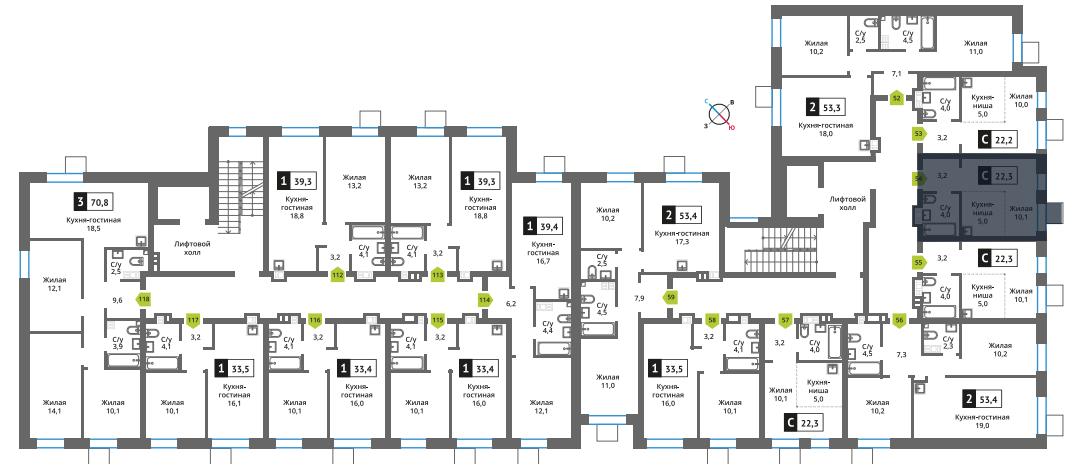 Жилая
10,2
С/у
2,5
С/у
4,5
Жилая
11,0
7,1
2 53,3
Кухня-гостиная
18,0
52
С/у
4,0
Кухня-
ниша
5,0
Жилая
10,0
53
3,2
С 22,2
С
В
З
Ю
54
3,2
С 22,3
С/у
4,0
Кухня-
ниша
5,0
Жилая
10,1
Лифтовой
холл
55
3,2
С 22,3
С/у
4,0
Кухня-
ниша
5,0
Жилая
10,1
3 70,8
Кухня-гостиная
18,5
Лифтовой
холл
С/у
2,5
Жилая
12,1
9,6
118
С/у
3,9
Жилая
14,1
Жилая
10,1
1 39,3
Кухня-
гостиная
18,8
Жилая
13,2
3,2
С/у
4,1
112
Жилая
13,2
1 39,3
Кухня-
гостиная
18,8
С/у
4,1
3,2
113
1 39,4
Кухня-
гостиная
16,7
114
6,2
С/у
4,4
Жилая
12,1
Жилая
10,2
2 53,4
Кухня-гостиная
17,3
С/у
2,5
С/у
4,5
7,9
59
Жилая
11,0
117
С/у
4,1
3,2
1 33,5
Кухня-
гостиная
16,1
Жилая
10,1
116
С/у
4,1
3,2
1 33,4
Кухня-
гостиная
16,0
Жилая
10,1
115
С/у
4,1
3,2
1 33,4
Кухня-
гостиная
16,0
Жилая
10,1
58
3,2
С/у
4,1
1 33,5
Кухня-
гостиная
16,0
Жилая
10,1
57
3,2
С/у
4,0
Жилая
10,1
Кухня-
ниша
5,0
С 22,3
56
С/у
4,5
7,3
С/у
2,3
Жилая
10,2
Жилая
10,2
2 53,4
Кухня-гостиная
19,0